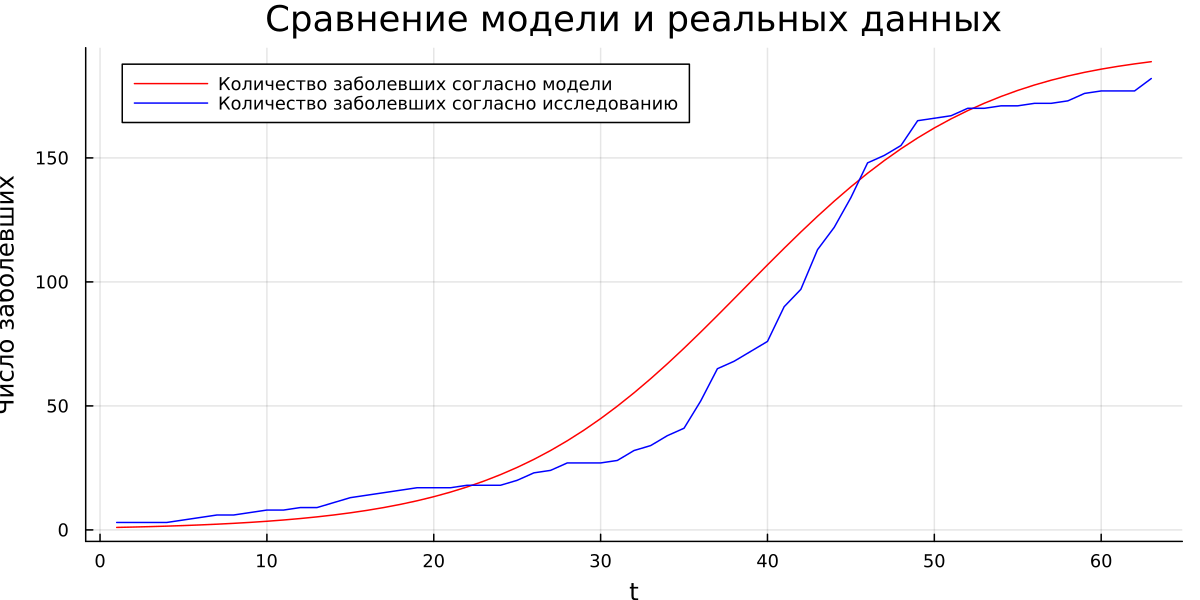 Сравнение модели и реальных данных
Количество заболевших согласно модели
Количество заболевших согласно исследованию
Число заболевших
150
100
50
0
0 10 20 30 40 50 60
t